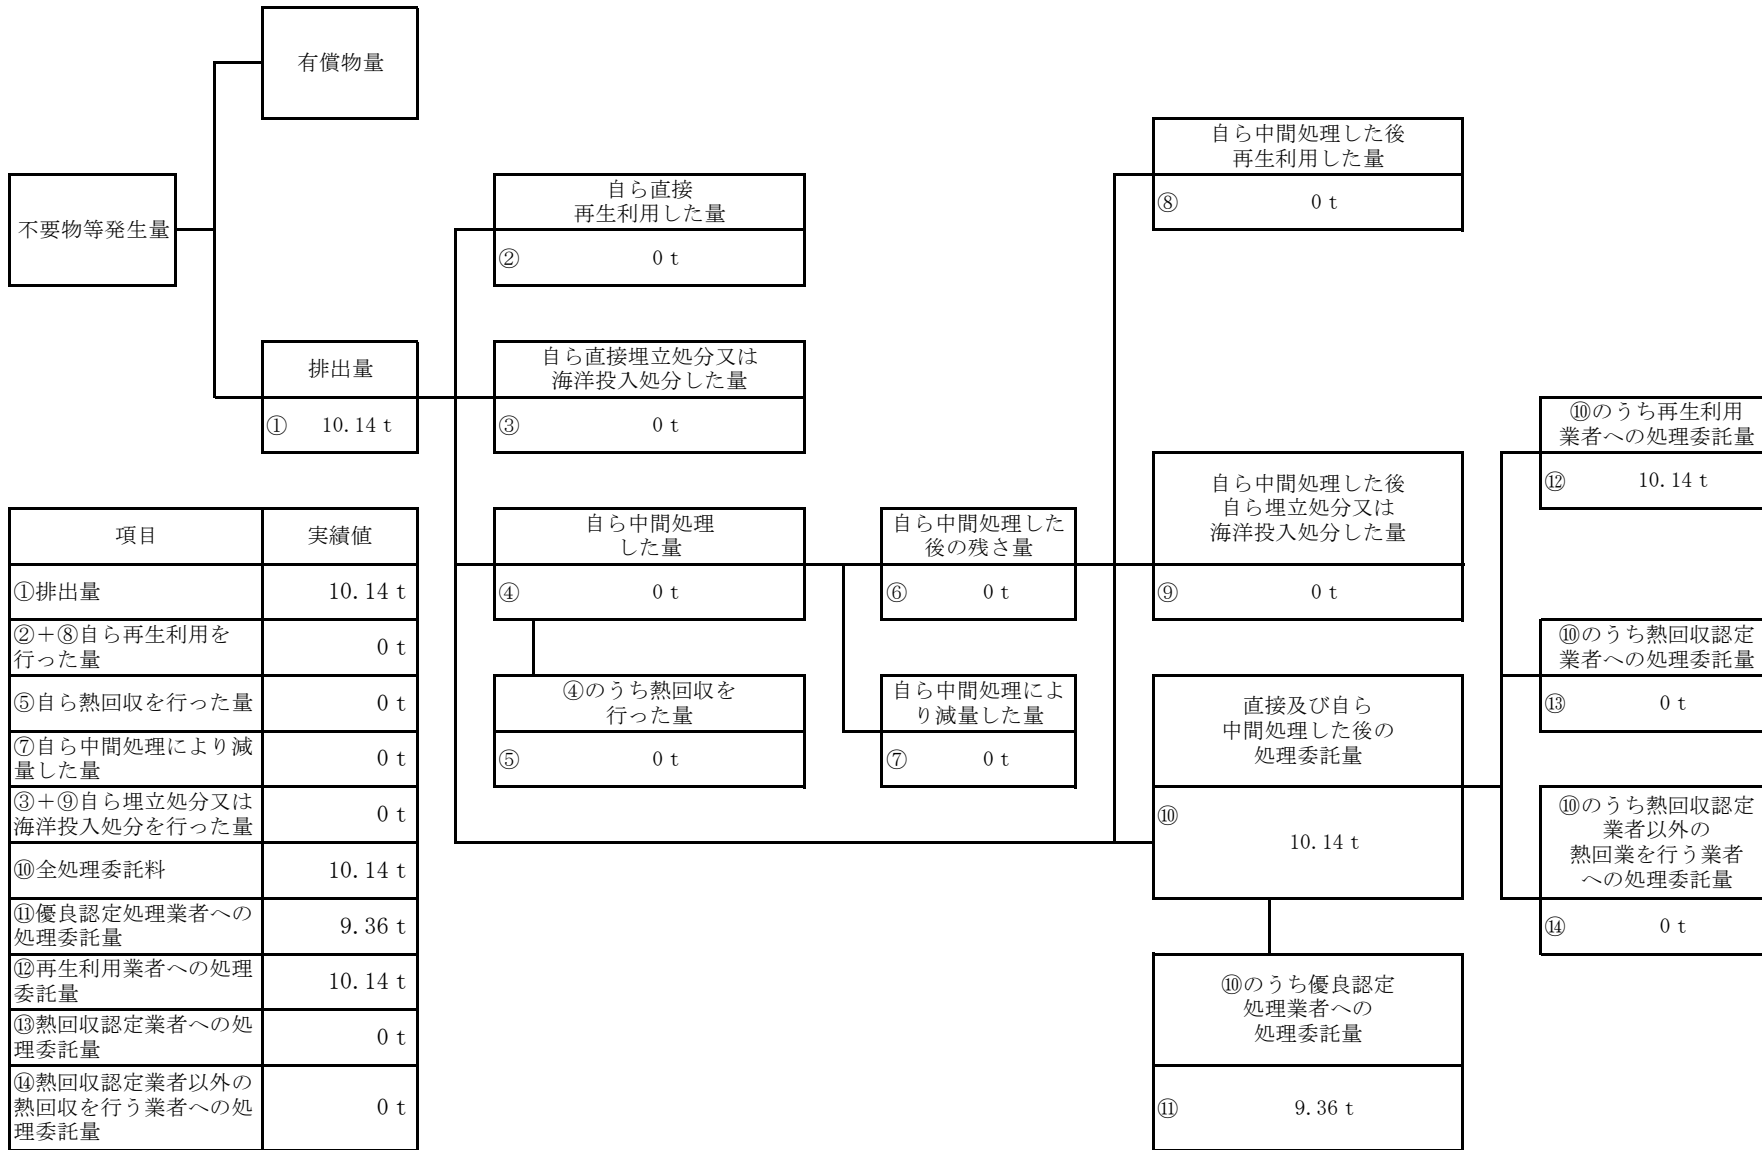 有償物量
不要物等発生量
排出量
① 10.14 t
自ら直接
再生利用した量
② 0 t
自ら直接埋立処分又は
海洋投入処分した量
③ 0 t
自ら中間処理
した量
④ 0 t
④のうち熱回収を
行った量
⑤ 0 t
自ら中間処理した
後の残さ量
⑥ 0 t
自ら中間処理によ
り減量した量
⑦ 0 t
自ら中間処理した後
再生利用した量
⑧ 0 t
自ら中間処理した後
自ら埋立処分又は
海洋投入処分した量
⑨ 0 t
直接及び自ら
中間処理した後の
処理委託量
⑩
10.14 t
⑩のうち優良認定
処理業者への
処理委託量
⑪ 9.36 t
⑩のうち再生利用
業者への処理委託量
⑫ 10.14 t
⑩のうち熱回収認定
業者への処理委託量
⑬ 0 t
⑩のうち熱回収認定
業者以外の
熱回業を行う業者
への処理委託量
⑭ 0 t
項目 実績値
①排出量 10.14 t
②＋⑧自ら再生利用を
行った量 0 t
⑤自ら熱回収を行った量 0 t
⑦自ら中間処理により減
量した量 0 t
③＋⑨自ら埋立処分又は
海洋投入処分を行った量 0 t
⑩全処理委託料 10.14 t
⑪優良認定処理業者への
処理委託量 9.36 t
⑫再生利用業者への処理
委託量 10.14 t
⑬熱回収認定業者への処
理委託量 0 t
⑭熱回収認定業者以外の
熱回収を行う業者への処
理委託量 0 t